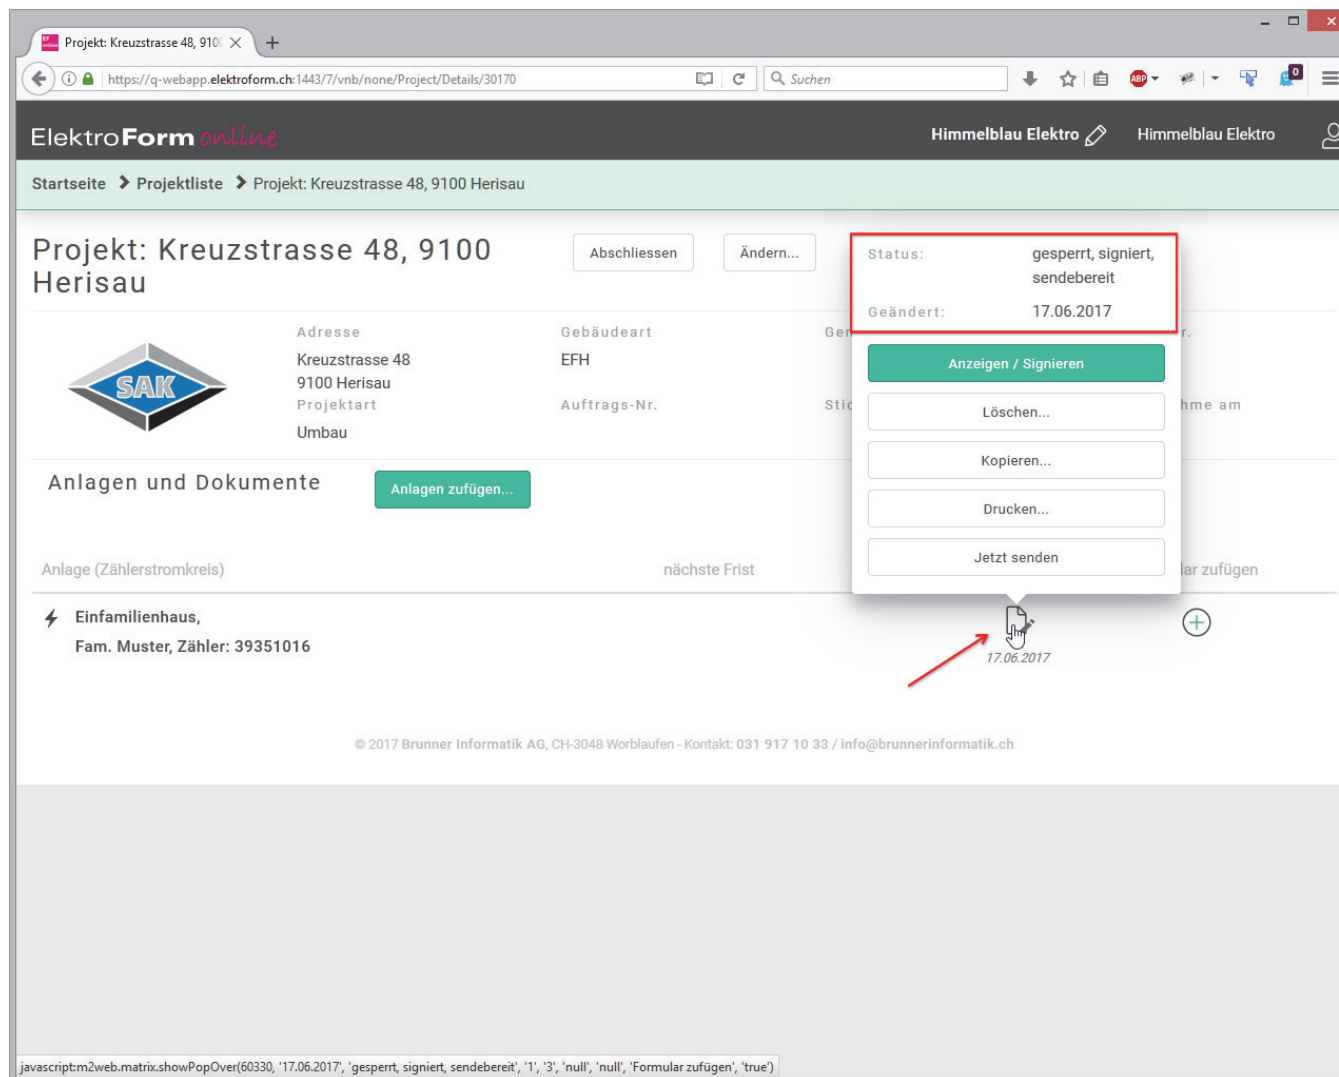 Projekt: Kreuzstrasse 48, 910
https://q-webapp.elektroform.ch:1443/7/vnb/none/Project/Details/30170
Suchen
ABP
0
ElektroForm online
Himmelblau Elektro
Himmelblau Elektro
Startseite > Projektliste > Projekt: Kreuzstrasse 48, 9100 Herisau
Projekt: Kreuzstrasse 48, 9100
Herisau
Abschliessen
Ändern...
Status:
gesperrt, signiert,
sendebereit
Geändert:
17.06.2017
SAK
Adresse
Gebäudeart
Kreuzstrasse 48
EFH
9100 Herisau
Projektart
Auftrags-Nr.
Umbau
Anzeigen / Signieren
Löschen...
Kopieren...
Drucken...
Jetzt senden
Anlagen und Dokumente
Anlagen zufügen...
Anlage (Zählerstromkreis)
nächste Frist
zufügen
Einfamilienhaus,
Fam. Muster, Zähler: 39351016
17.06.2017
© 2017 Brunner Informatik AG, CH-3048 Worblaufen - Kontakt: 031 917 10 33 / info@brunnerinformatik.ch
javascript:m2web.matrix.showPopOver(60330, '17.06.2017', 'gesperrt, signiert, sendebereit', '1', '3', 'null', 'null', 'Formular zufügen', 'true')